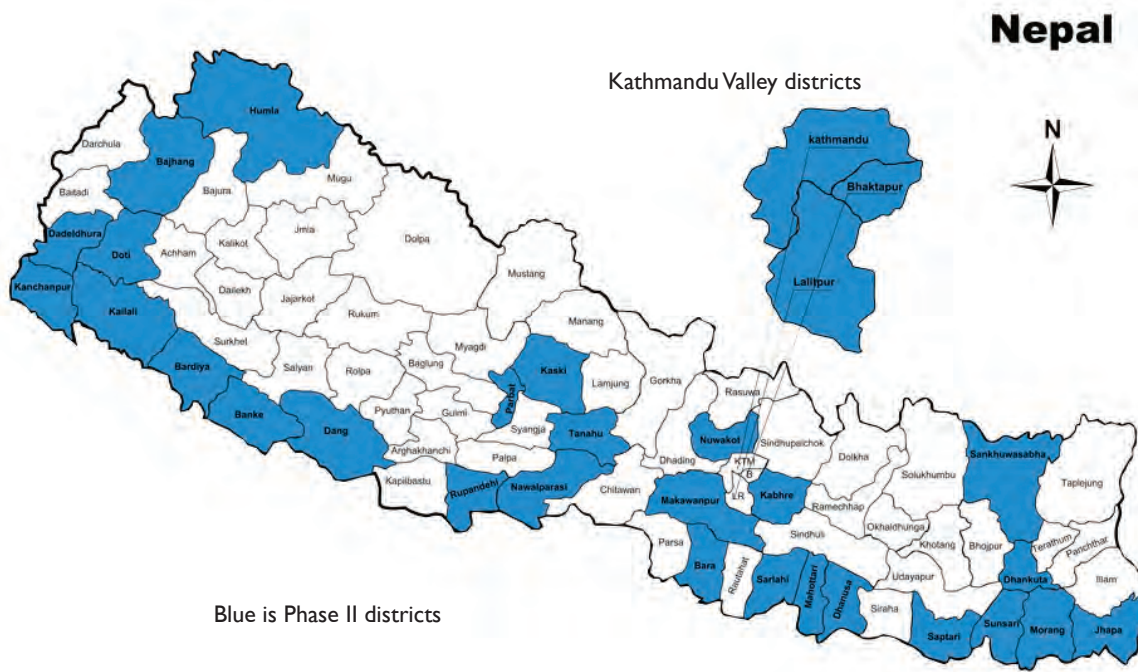 Nepal
Kathmandu Valley districts
N
kathmandu
Bhaktapur
Lalitpur
Humla
Darchula
Bajhang
Mugu
Baitadi
Bajura
Dadeldhura
Doti
Achham
Kalikot
Jmla
Dolpa
Mustang
Kanchanpur
Kailali
Dailekh
Jajarkot
Rukum
Manang
Surkhet
Salyan
Rolpa
Baglung
Myagdi
Kaski
Lamjung
Gorkha
Rasuwa
Bardiya
Parbat
Banke
Dang
Pyuthan
Gulmi
Syangja
Tanahu
Nuwakot
Sindhupalchok
Dolkha
Sankhuwasabha
Solukhumbu
Taplejung
Arghakhanchi
Palpa
Dhading
KTM
B
LR
Kapilbastu
Rupandehi
Nawalparasi
Chitawan
Makawanpur
Kabhre
Ramechhap
Okhaldhunga
Khotang
Bhojpur
Terathum
Panchthar
Parsa
Bara
Rautahat
Sarlahi
Mahottari
Dhanusa
Sindhuli
Udayapur
Dhankuta
Illam
Siraha
Saptari
Sunsari
Morang
Jhapa
Blue is Phase II districts